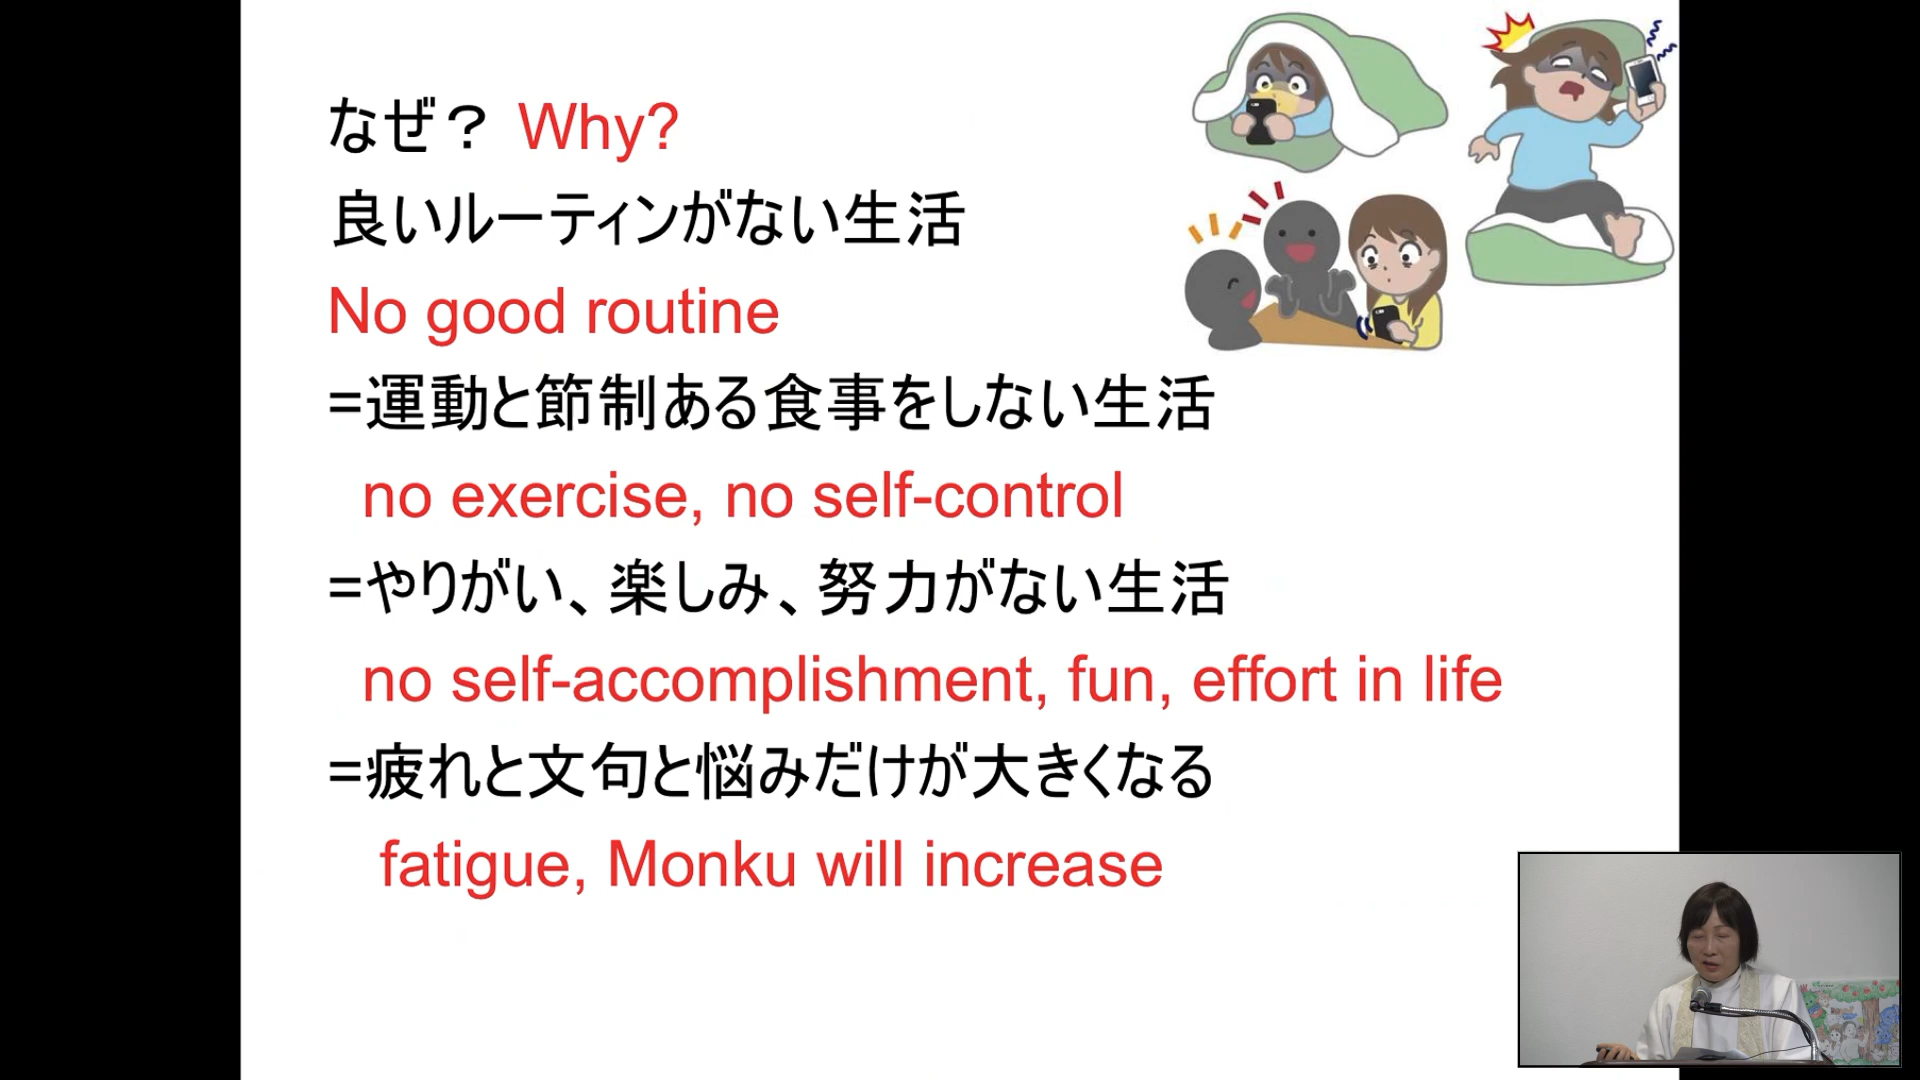 なぜ？ Why?
良いルーティンがない生活
No good routine
=運動と節制ある食事をしない生活
no exercise, no self-control
=やりがい、楽しみ、努力がない生活
no self-accomplishment, fun, effort in life
=疲れと文句と悩みだけが大きくなる
fatigue, Monku will increase